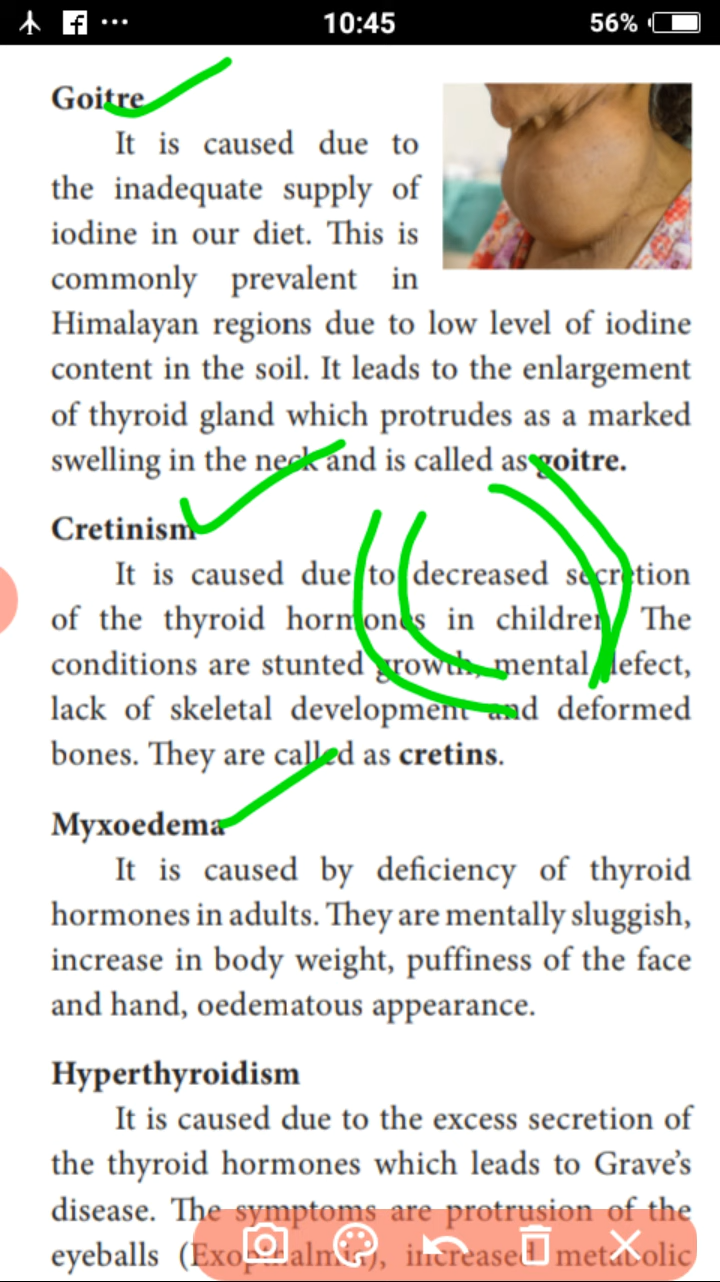 10:45
56%
Goitre
It is caused due to
the inadequate supply of
iodine in our diet. This is
commonly prevalent in
Himalayan regions due to low level of iodine
content in the soil. It leads to the enlargement
of thyroid gland which protrudes as a marked
swelling in the neck and is called as goitre.
Cretinism
It is caused due to decreased secretion
of the thyroid hormones in children. The
conditions are stunted growth, mental defect,
lack of skeletal development and deformed
bones. They are called as cretins.
Myxoedema
It is caused by deficiency of thyroid
hormones in adults. They are mentally sluggish,
increase in body weight, puffiness of the face
and hand, oedematous appearance.
Hyperthyroidism
It is caused due to the excess secretion of
the thyroid hormones which leads to Grave's
disease. The symptoms are protrusion of the
eyeballs (Exopthalmia), increased metabolic